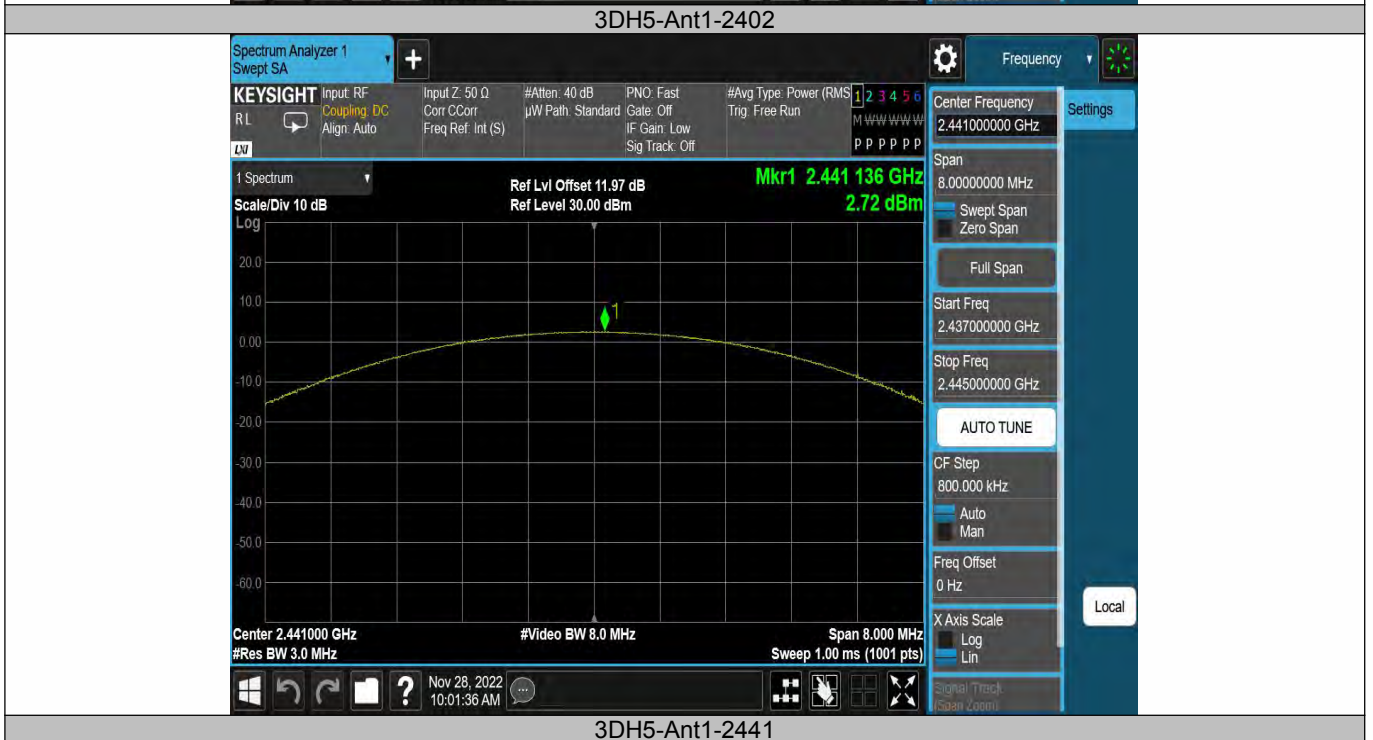 3DH5-Ant1-2402
Spectrum Analyzer 1
Swept SA
+
Frequency
KEYSIGHT
RL
LXI
Input: RF
Coupling: DC
Align: Auto
Input Z: 50 Ω
Corr CCorr
Freq Ref: Int (S)
#Atten: 40 dB
µW Path: Standard
PNO: Fast
Gate: Off
IF Gain: Low
Sig Track: Off
#Avg Type: Power (RMS
Trig: Free Run
1 2 3 4 5 6
M W W W W W
P P P P P P
Center Frequency
2.441000000 GHz
Settings
Span
8.00000000 MHz
Swept Span
Zero Span
Full Span
Start Freq
2.437000000 GHz
Stop Freq
2.445000000 GHz
AUTO TUNE
CF Step
800.000 kHz
Auto
Man
Freq Offset
0 Hz
X Axis Scale
Log
Lin
Signal Track
(Span Zoom)
Local
1 Spectrum
Scale/Div 10 dB
Log
Ref Lvl Offset 11.97 dB
Ref Level 30.00 dBm
Mkr1 2.441 136 GHz
2.72 dBm
20.0
10.0
1
0.00
-10.0
-20.0
-30.0
-40.0
-50.0
-60.0
Center 2.441000 GHz
#Res BW 3.0 MHz
#Video BW 8.0 MHz
Span 8.000 MHz
Sweep 1.00 ms (1001 pts)
?
Nov 28, 2022
10:01:36 AM
3DH5-Ant1-2441